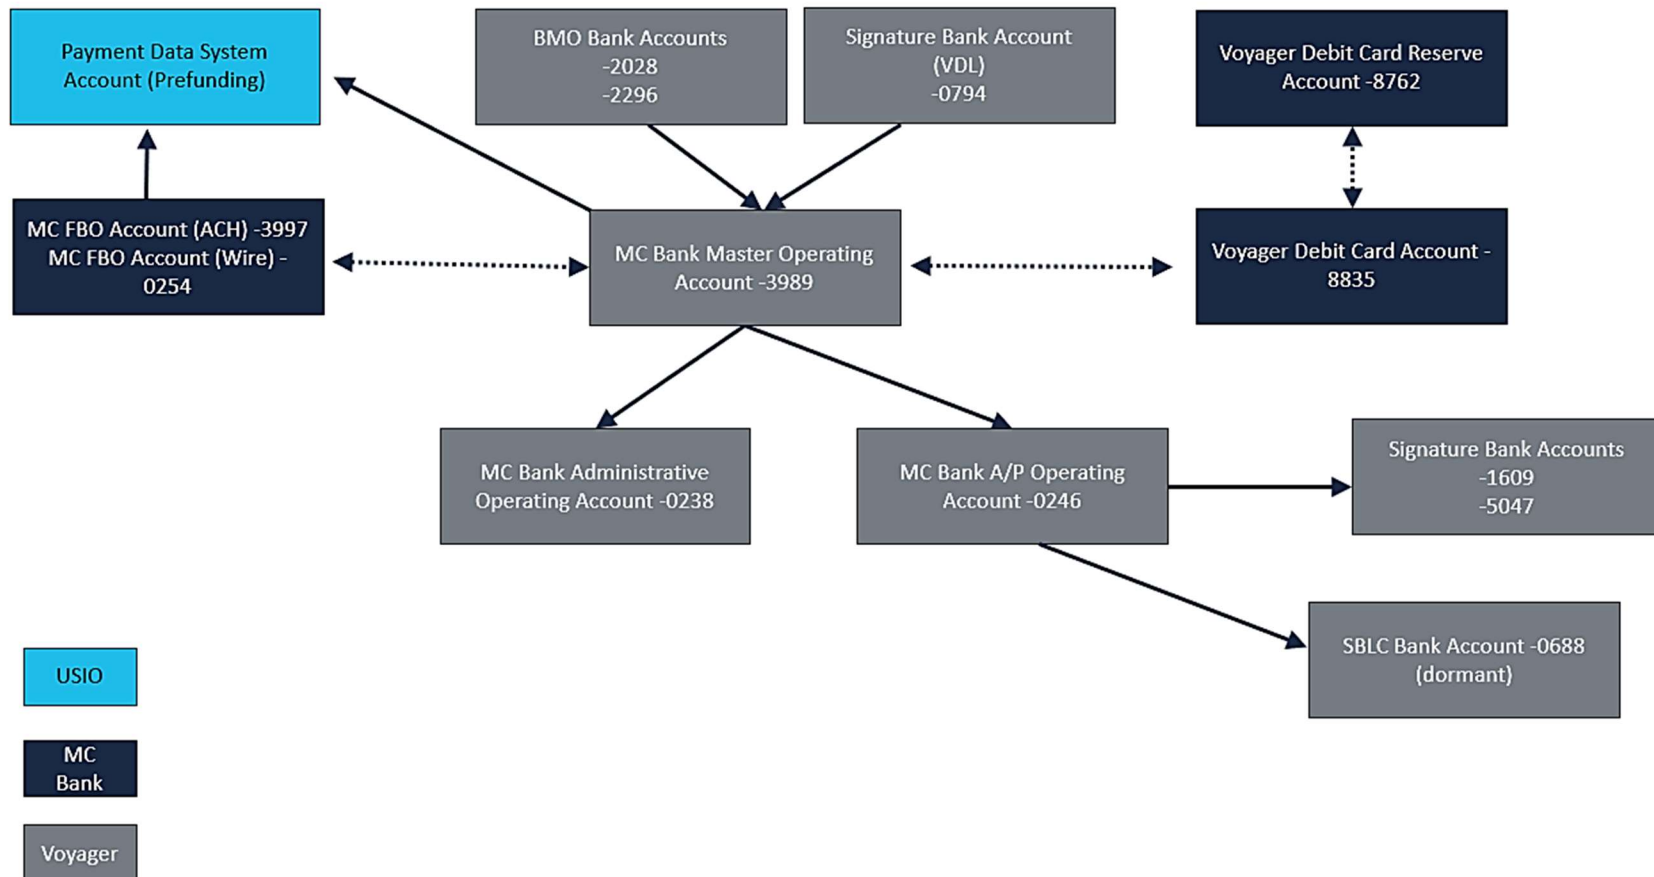 Payment Data System
Account (Prefunding)
BMO Bank Accounts
-2028
-2296
Signature Bank Account
(VDL)
-0794
Voyager Debit Card Reserve
Account -8762
MC FBO Account (ACH) -3997
MC FBO Account (Wire) -
0254
MC Bank Master Operating
Account -3989
Voyager Debit Card Account -
8835
MC Bank Administrative
Operating Account -0238
MC Bank A/P Operating
Account -0246
Signature Bank Accounts
-1609
-5047
SBLC Bank Account -0688
(dormant)
USIO
MC
Bank
Voyager